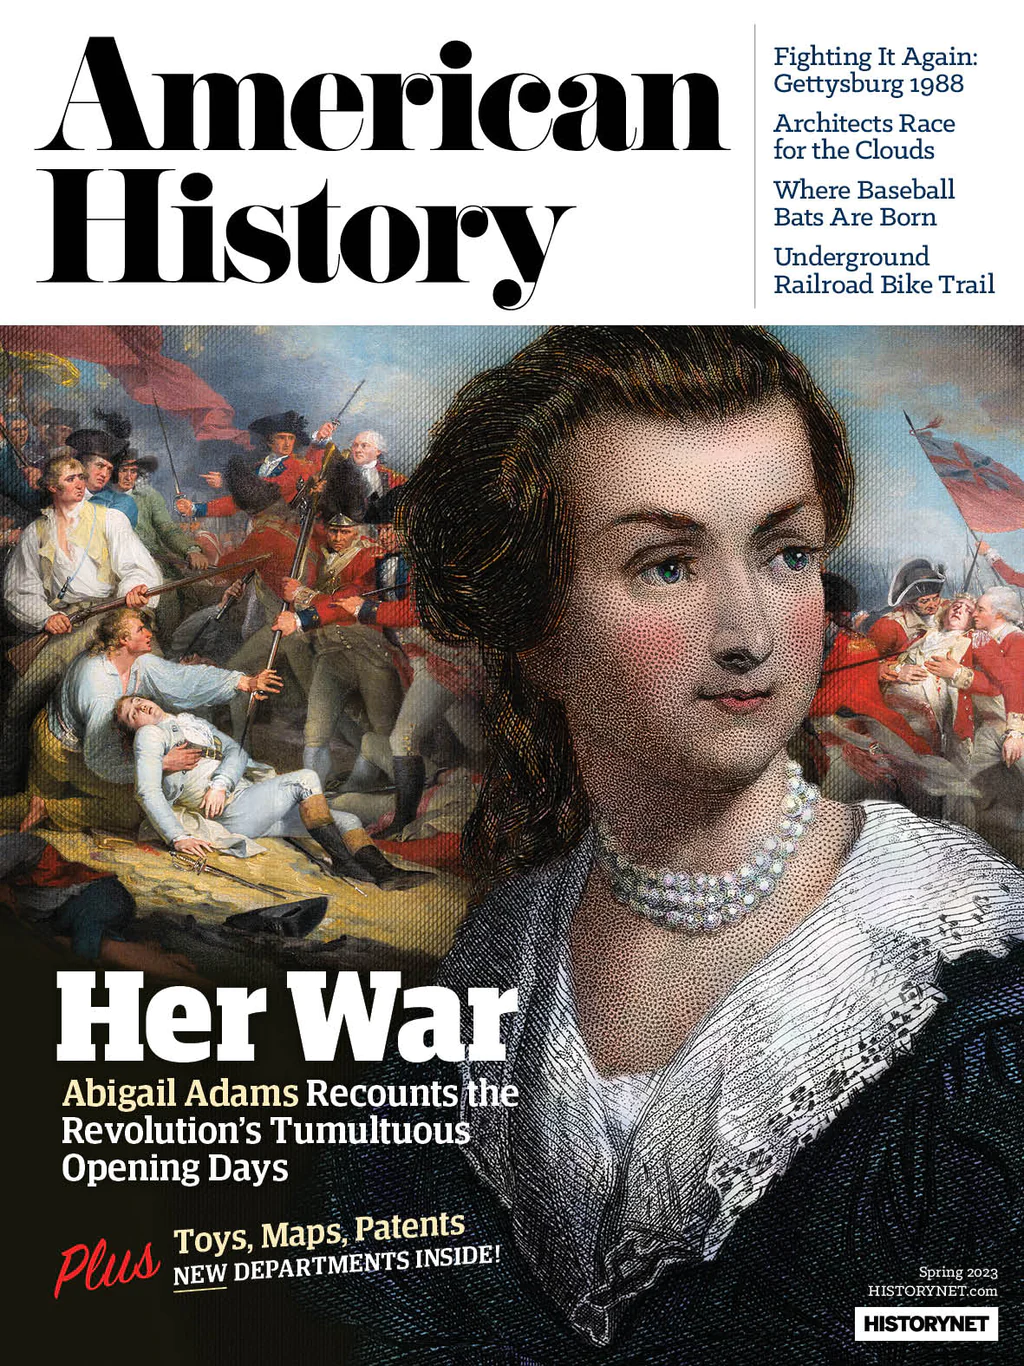 American
History
Fighting It Again:
Gettysburg 1988
Architects Race
for the Clouds
Where Baseball
Bats Are Born
Underground
Railroad Bike Trail
Her War
Abigail Adams Recounts the
Revolution's Tumultuous
Opening Days
Plus
Toys, Maps, Patents
NEW DEPARTMENTS INSIDE!
Spring 2023
HISTORYNET.com
HISTORYNET